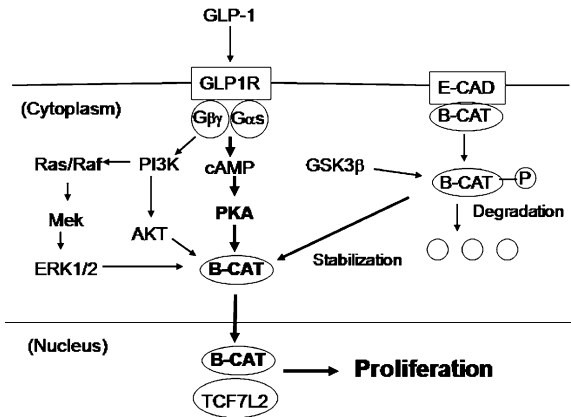 GLP-1
GLP1R
E-CAD
(Cytoplasm)
Gβγ Gαs
B-CAT
Ras/Raf PI3K cAMP
GSK3β
B-CAT P
Mek
AKT
PKA
Degradation
ERK1/2
B-CAT
Stabilization
(Nucleus)
B-CAT
Proliferation
TCF7L2